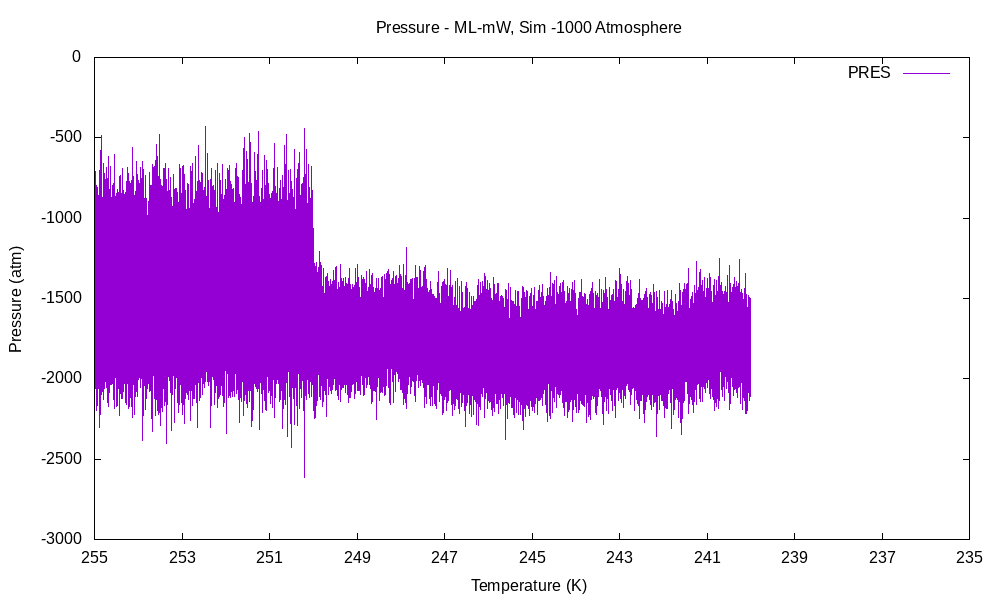 Pressure - ML-mW, Sim -1000 Atmosphere
PRES
0
-500
-1000
-1500
-2000
-2500
-3000
Pressure (atm)
255 253 251 249 247 245 243 241 239 237 235
Temperature (K)